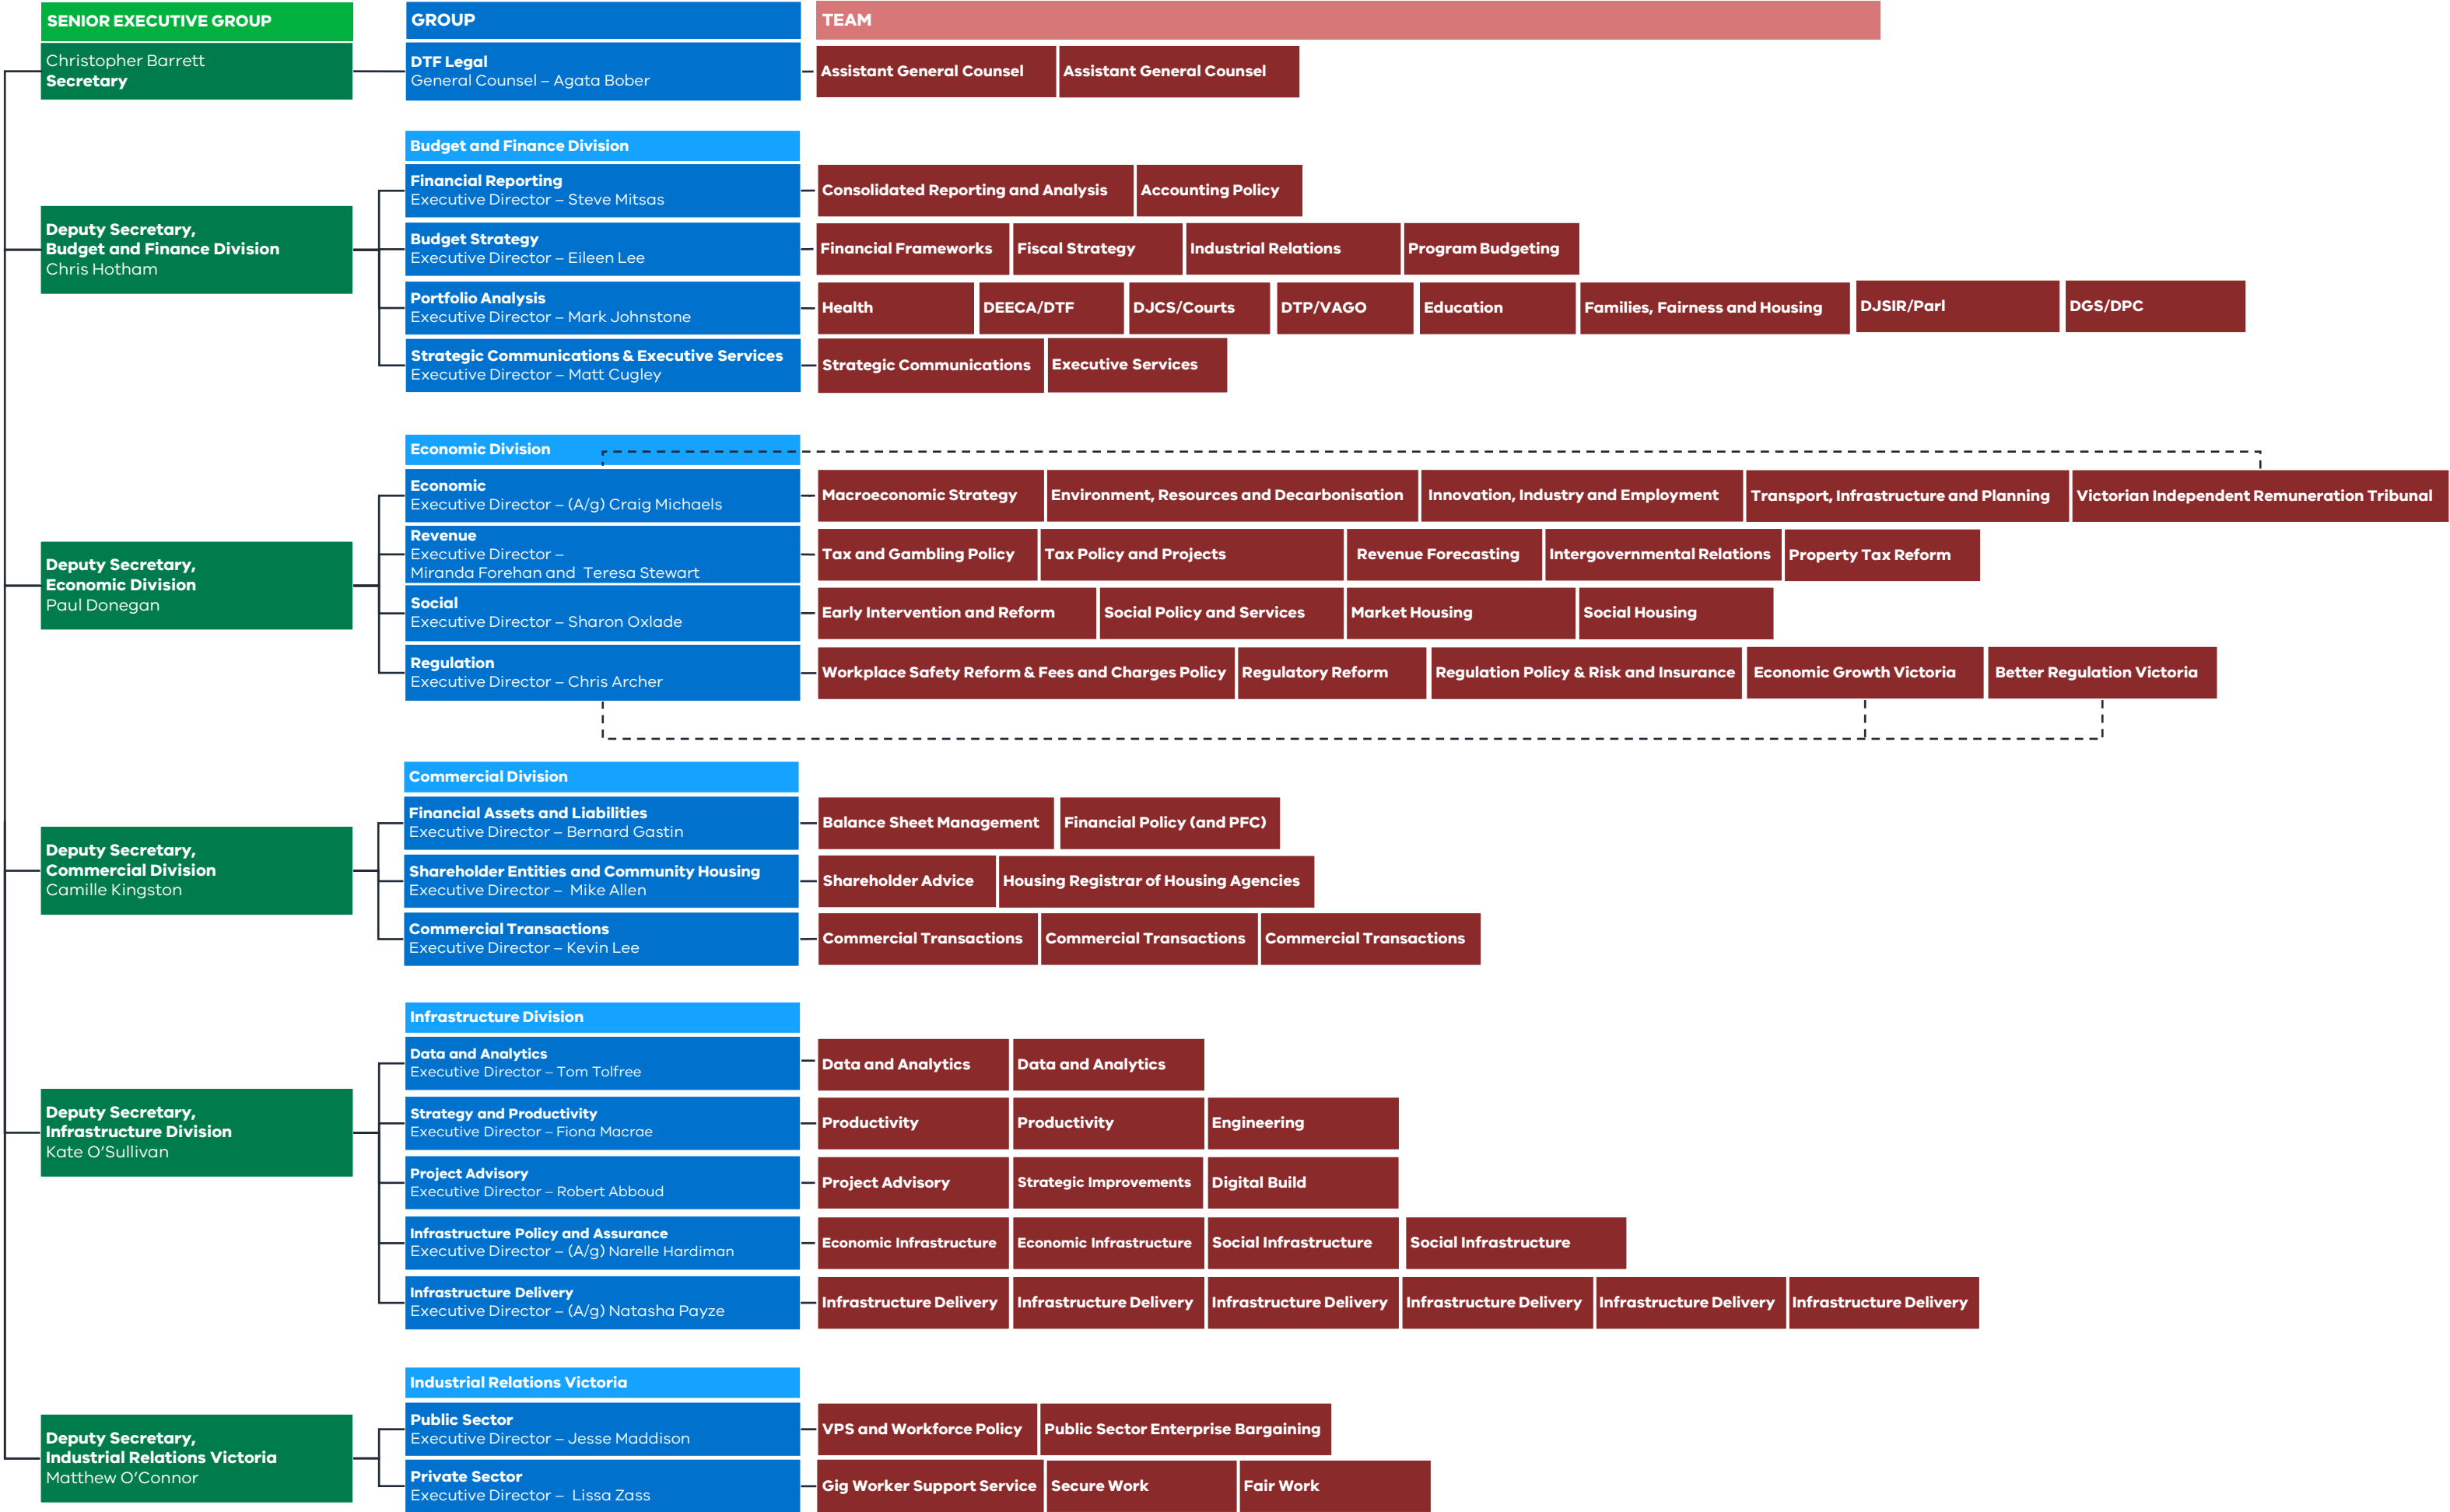 SENIOR EXECUTIVE GROUP
GROUP
TEAM
Christopher Barrett
Secretary
DTF Legal
General Counsel – Agata Bober
Assistant General Counsel
Assistant General Counsel
Deputy Secretary,
Budget and Finance Division
Chris Hotham
Budget and Finance Division
Financial Reporting
Executive Director – Steve Mitsas
Consolidated Reporting and Analysis
Accounting Policy
Budget Strategy
Executive Director – Eileen Lee
Financial Frameworks
Fiscal Strategy
Industrial Relations
Program Budgeting
Portfolio Analysis
Executive Director – Mark Johnstone
Health
DEECA/DTF
DJCS/Courts
DTP/VAGO
Education
Families, Fairness and Housing
DJSIR/Parl
DGS/DPC
Strategic Communications & Executive Services
Executive Director – Matt Cugley
Strategic Communications
Executive Services
Deputy Secretary,
Economic Division
Paul Donegan
Economic Division
Economic
Executive Director – (A/g) Craig Michaels
Macroeconomic Strategy
Environment, Resources and Decarbonisation
Innovation, Industry and Employment
Transport, Infrastructure and Planning
Victorian Independent Remuneration Tribunal
Revenue
Executive Director –
Miranda Forehan and Teresa Stewart
Tax and Gambling Policy
Tax Policy and Projects
Revenue Forecasting
Intergovernmental Relations
Property Tax Reform
Social
Executive Director – Sharon Oxlade
Early Intervention and Reform
Social Policy and Services
Market Housing
Social Housing
Regulation
Executive Director – Chris Archer
Workplace Safety Reform & Fees and Charges Policy
Regulatory Reform
Regulation Policy & Risk and Insurance
Economic Growth Victoria
Better Regulation Victoria
Deputy Secretary,
Commercial Division
Camille Kingston
Commercial Division
Financial Assets and Liabilities
Executive Director – Bernard Gastin
Balance Sheet Management
Financial Policy (and PFC)
Shareholder Entities and Community Housing
Executive Director – Mike Allen
Shareholder Advice
Housing Registrar of Housing Agencies
Commercial Transactions
Executive Director – Kevin Lee
Commercial Transactions
Commercial Transactions
Commercial Transactions
Deputy Secretary,
Infrastructure Division
Kate O’Sullivan
Infrastructure Division
Data and Analytics
Executive Director – Tom Tolfree
Data and Analytics
Data and Analytics
Strategy and Productivity
Executive Director – Fiona Macrae
Productivity
Productivity
Engineering
Project Advisory
Executive Director – Robert Abboud
Project Advisory
Strategic Improvements
Digital Build
Infrastructure Policy and Assurance
Executive Director – (A/g) Narelle Hardiman
Economic Infrastructure
Economic Infrastructure
Social Infrastructure
Social Infrastructure
Infrastructure Delivery
Executive Director – (A/g) Natasha Payze
Infrastructure Delivery
Infrastructure Delivery
Infrastructure Delivery
Infrastructure Delivery
Infrastructure Delivery
Infrastructure Delivery
Deputy Secretary,
Industrial Relations Victoria
Matthew O’Connor
Industrial Relations Victoria
Public Sector
Executive Director – Jesse Maddison
VPS and Workforce Policy
Public Sector Enterprise Bargaining
Private Sector
Executive Director – Lissa Zass
Gig Worker Support Service
Secure Work
Fair Work